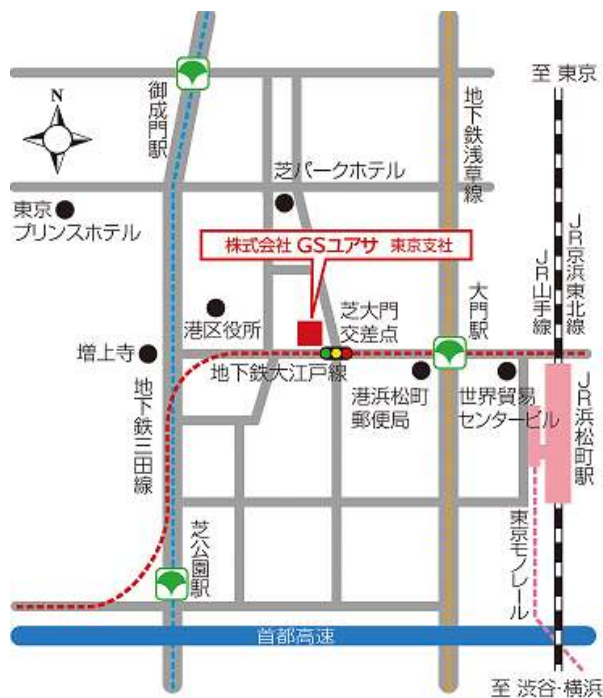 至 東京
N
御成門駅
地下鉄浅草線
芝パークホテル
東京
プリンスホテル
株式会社 GSユアサ 東京支社
JR京浜東北線
JR山手線
大門駅
芝大門
交差点
港区役所
増上寺
地下鉄大江戸線
地下鉄三田線
港浜松町
郵便局
世界貿易
センタービル
JR浜松町駅
芝公園駅
東京モノレール
首都高速
至 渋谷・横浜